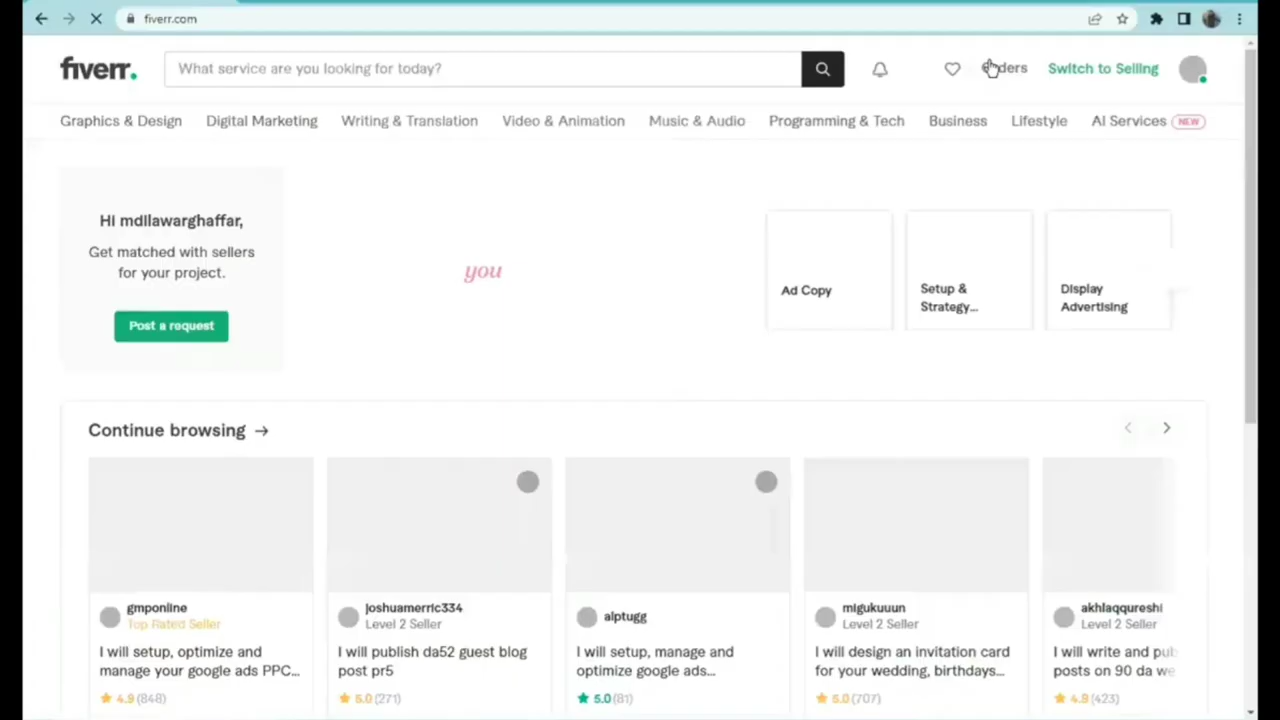 fiverr.com
fiverr.
What service are you looking for today?
Orders
Switch to Selling
Graphics & Design
Digital Marketing
Writing & Translation
Video & Animation
Music & Audio
Programming & Tech
Business
Lifestyle
AI Services NEW
Hi mdilawarghaffar,
Get matched with sellers
for your project.
Post a request
you
Ad Copy
Setup &
Strategy...
Display
Advertising
Continue browsing →
gmponline
Top Rated Seller
I will setup, optimize and
manage your google ads PPC...
4.9 (848)
joshuamerric334
Level 2 Seller
I will publish da52 guest blog
post pr5
5.0 (271)
alptugg
I will setup, manage and
optimize google ads...
5.0 (81)
migukuuun
Level 2 Seller
I will design an invitation card
for your wedding, birthdays...
5.0 (707)
akhlaqqureshi
Level 2 Seller
I will write and pub
posts on 90 da we
4.9 (423)